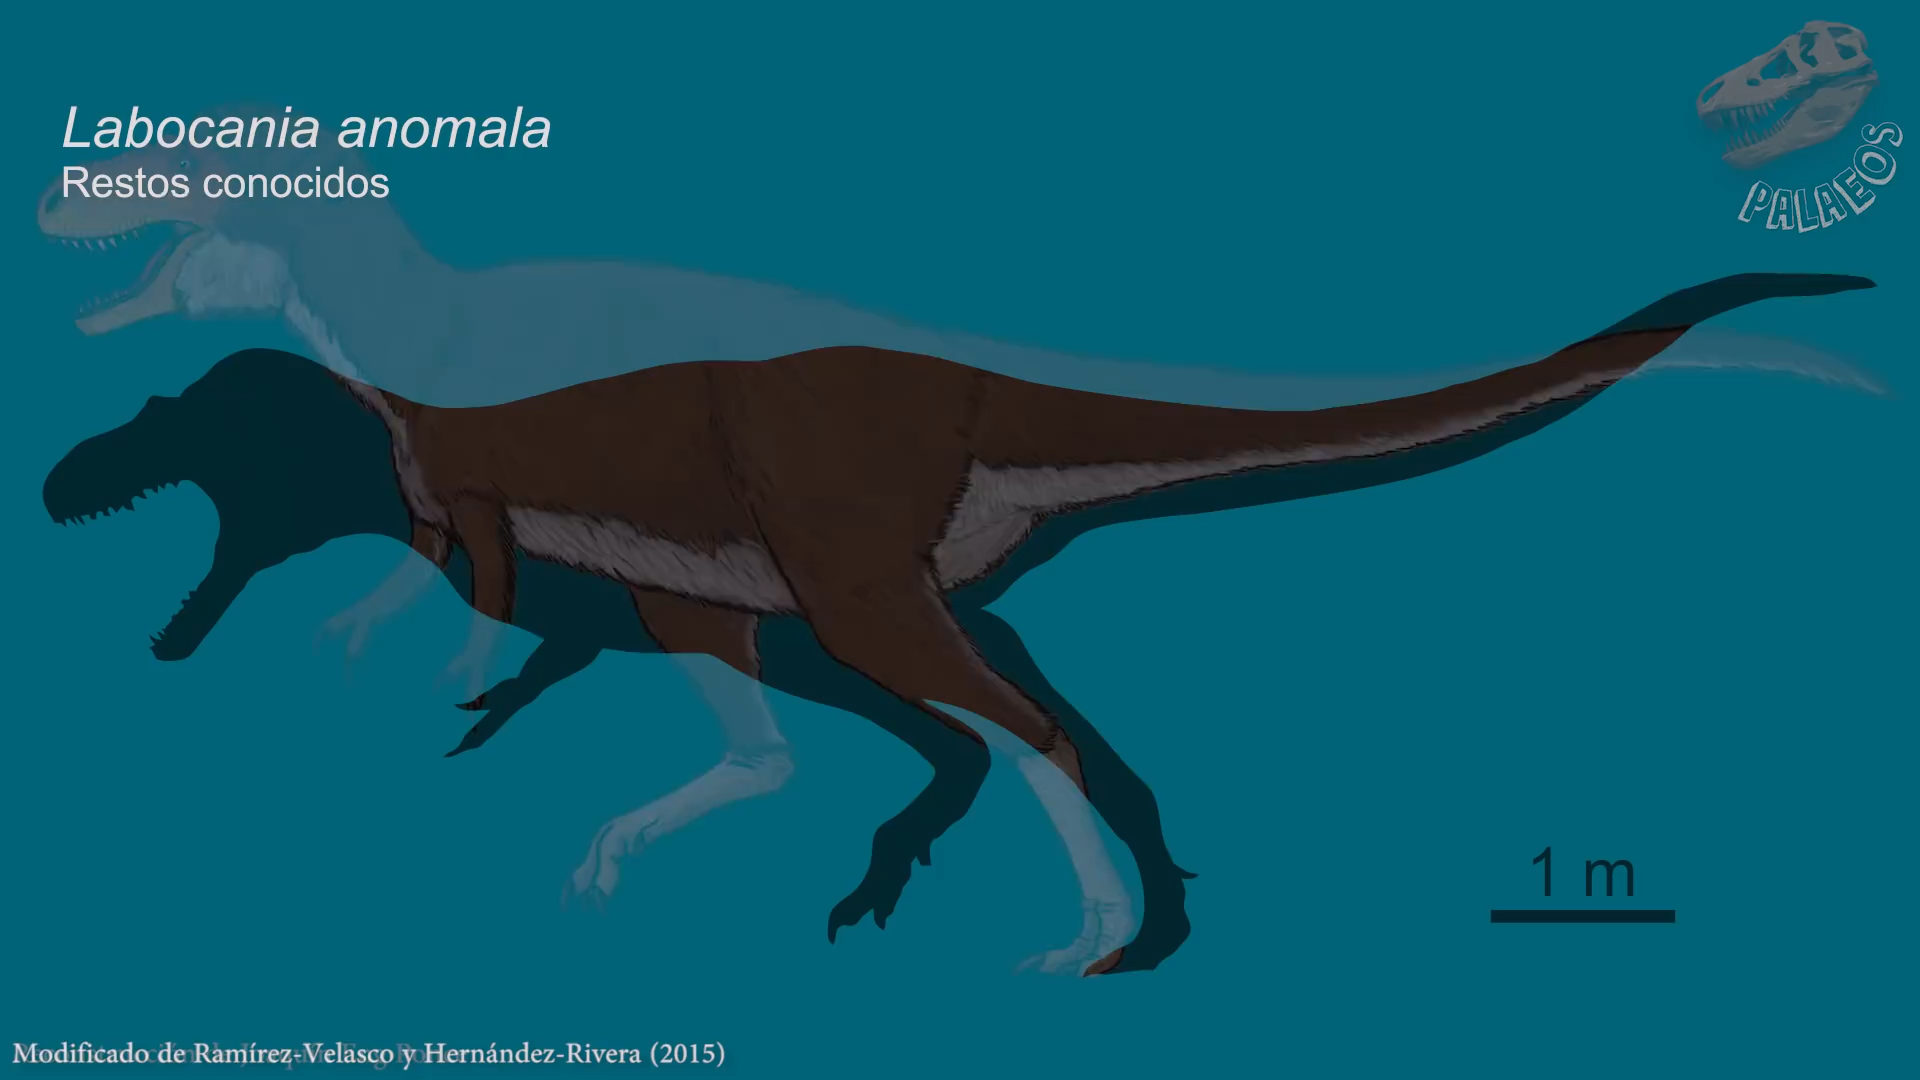 Labocania anomala
Restos conocidos
PALAEOS
1 m
Modificado de Ramírez-Velasco y Hernández-Rivera (2015)